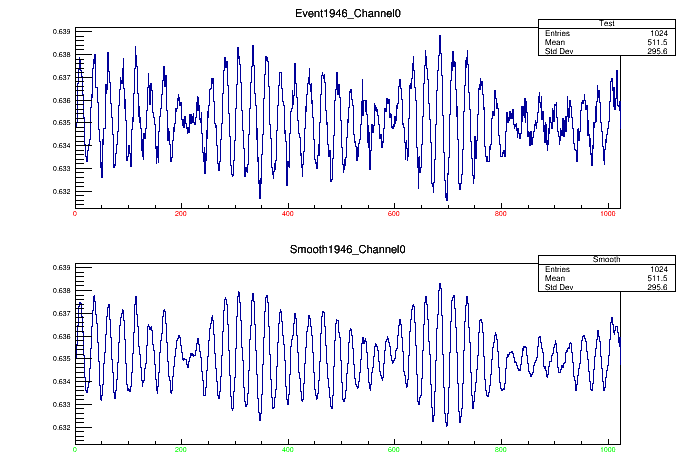 Event1946_Channel0
Test
Entries 1024
Mean 511.5
Std Dev 295.6
0.639
0.638
0.637
0.636
0.635
0.634
0.633
0.632
0 200 400 600 800 1000
Smooth1946_Channel0
Smooth
Entries 1024
Mean 511.5
Std Dev 295.6
0.639
0.638
0.637
0.636
0.635
0.634
0.633
0.632
0 200 400 600 800 1000